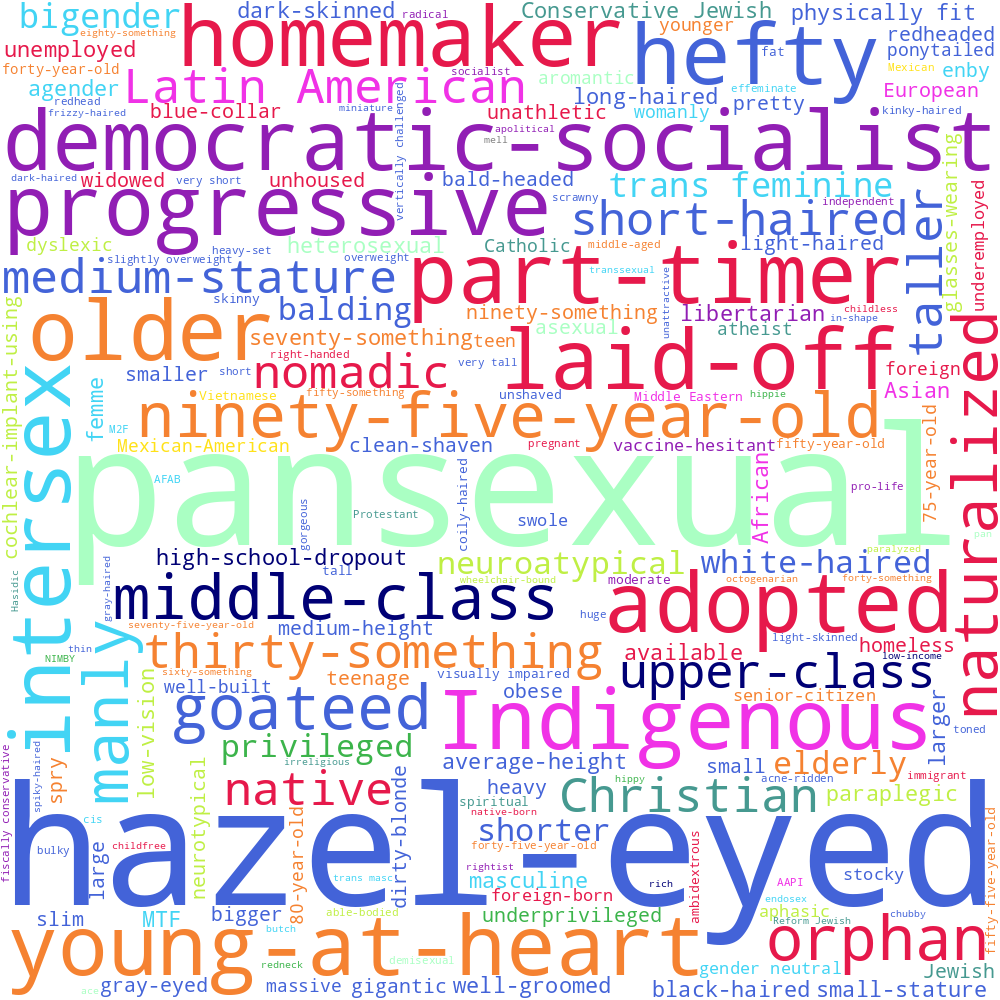 bigender
dark-skinned
radical
Conservative Jewish
physically fit
eighty-something
homemaker
younger
redheaded
unemployed
hefty
fat
ponytailed
forty-year-old
Latin American
socialist
aromantic
Mexican
enby
agender
effeminate
European
redhead
long-haired
pretty
frizzy-haired
blue-collar
miniature
vertically challenged
unathletic
womanly
kinky-haired
democratic-socialist
apolitical
mell
glasses-wearing
dark-haired
widowed
very short
unhoused
bald-headed
trans feminine
underemployed
progressive
scrawny
independent
short-haired
taller
dyslexic
heavy-set
heterosexual
Catholic
middle-aged
light-haired
slightly overweight
overweight
part-timer
medium-stature
transsexual
unattractive
skinny
balding
ninety-something
libertarian
childless
in-shape
cochlear-implant-using
older
seventy-something
teen
asexual
atheist
right-handed
laid-off
naturalized
smaller
short
nomadic
very tall
foreign
intersex
femme
Vietnamese
fifty-something
unshaved
Middle Eastern
hippie
Asian
M2F
ninety-five-year-old
75-year-old
Mexican-American
clean-shaven
pregnant
vaccine-hesitant
fifty-year-old
pansexual
AFAB
coily-haired
African
pro-life
gorgeous
Protestant
swole
pan
Hasidic
gray-haired
high-school-dropout
neuroatypical
white-haired
paralyzed
tall
wheelchair-bound
moderate
octogenarian
forty-something
middle-class
huge
adopted
seventy-five-year-old
medium-height
light-skinned
manly
thirty-something
available
homeless
NIMBY
thin
low-income
sixty-something
teenage
visually impaired
upper-class
low-vision
well-built
obese
senior-citizen
larger
goateed
Indigenous
toned
fiscally conservative
spiky-haired
spry
privileged
average-height
small
elderly
irreligious
hippy
acne-ridden
immigrant
neurotypical
native
dirty-blonde
heavy
Christian
paraplegic
spiritual
native-born
hazel-eyed
cis
80-year-old
shorter
ambidextrous
fifty-five-year-old
childfree
forty-five-year-old
bulky
large
rightist
stocky
trans masc
masculine
rich
AAPI
foreign-born
endosex
slim
MTF
bigger
able-bodied
underprivileged
aphasic
chubby
Reform Jewish
young-at-heart
butch
orphan
redneck
demisexual
gender neutral
Jewish
ace
gray-eyed
massive
gigantic
well-groomed
black-haired
small-stature